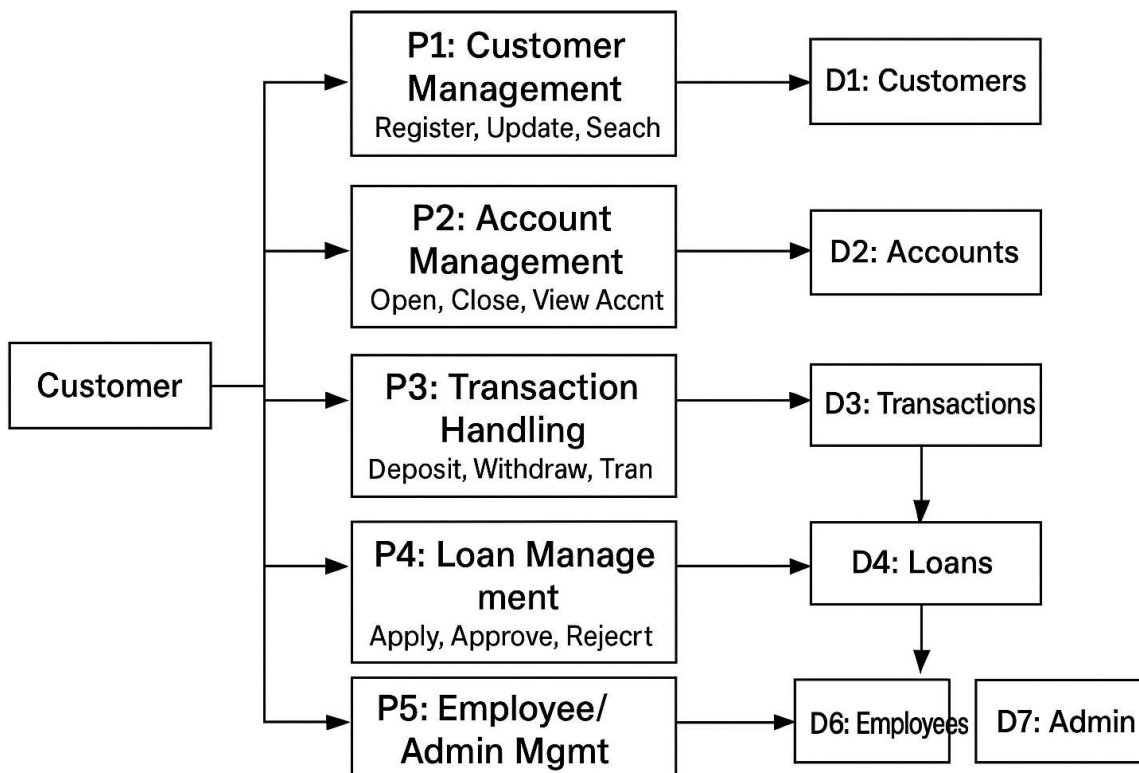 P1: Customer
Management
Register, Update, Seach
D1: Customers
P2: Account
Management
Open, Close, View Accnt
D2: Accounts
Customer
P3: Transaction
Handling
Deposit, Withdraw, Tran
D3: Transactions
P4: Loan Manage
ment
Apply, Approve, Rejecrt
D4: Loans
P5: Employee/
Admin Mgmt
D6: Employees
D7: Admin